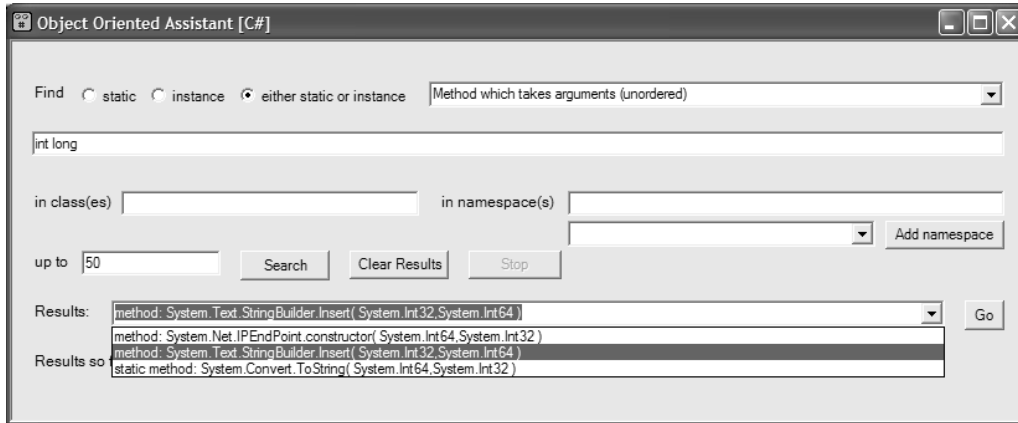 Object Oriented Assistant [C#]
Find static instance either static or instance Method which takes arguments (unordered)
int long
in class(es) in namespace(s)
Add namespace
up to 50 Search Clear Results Stop
Results: method: System.Text.StringBuilder.Insert( System.Int32,System.Int64 ) Go
method: System.Net.IPEndPoint.constructor( System.Int64,System.Int32 )
method: System.Text.StringBuilder.Insert( System.Int32,System.Int64 )
Results so static method: System.Convert.ToString( System.Int64,System.Int32 )